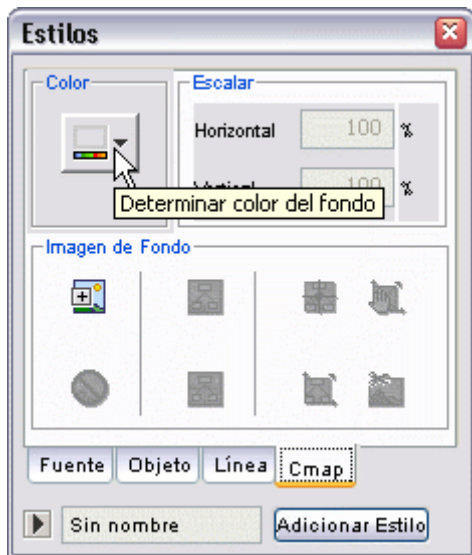 Estilos
Color
Escalar
Horizontal 100 %
100 %
Determinar color del fondo
Imagen de Fondo
Fuente Objeto Línea Cmap
Sin nombre Adicionar Estilo